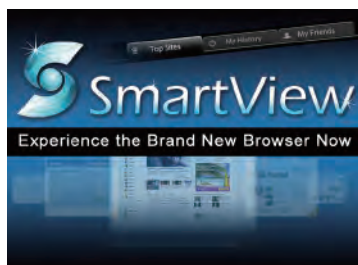 Top Sites
My History
My Friends
SmartView
Experience the Brand New Browser Now